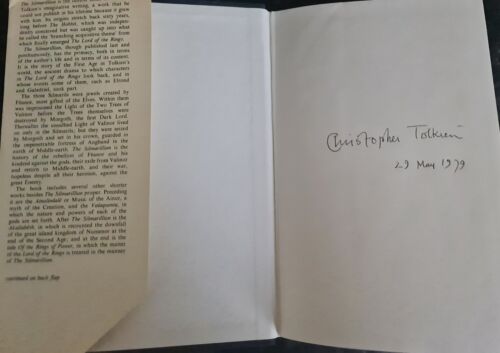 Tolkien's imaginative writing, a work that he
could not publish in his lifetime because it grew
with him. Its origins stretch back sixty years,
long before The Hobbit, which was indepen-
dently conceived but was caught up into what
he called the 'branching acquisitive theme' from
which finally emerged The Lord of the Rings.
The Silmarillion, though published last and
posthumously, has the primacy, both in terms
of the author's life and in terms of its content.
It is the story of the First Age in Tolkien's
world, the ancient drama to which characters
in The Lord of the Rings look back, and in
whose events some of them, such as Elrond
and Galadriel, took part.
The three Silmarils were jewels created by
Fëanor, most gifted of the Elves. Within them
was imprisoned the Light of the Two Trees of
Valinor before the Trees themselves were
destroyed by Morgoth, the first Dark Lord.
Thereafter the unsullied Light of Valinor lived
on only in the Silmarils; but they were seized
by Morgoth and set in his crown, guarded in
the impenetrable fortress of Angband in the
north of Middle-earth. The Silmarillion is the
history of the rebellion of Fëanor and his
kindred against the gods, their exile from Valinor
and return to Middle-earth, and their war,
hopeless despite all their heroism, against the
great Enemy.
The book includes several other shorter
works besides The Silmarillion proper. Preceding
it are the Ainulindalë or Music of the Ainur, a
myth of the Creation, and the Valaquenta, in
which the nature and powers of each of the
gods are set forth. After The Silmarillion is the
Akallabêth, in which is recounted the downfall
of the great island kingdom of Númenor at the
end of the Second Age; and at the end is the
tale Of the Rings of Power, in which the matter
of The Lord of the Rings is treated in the manner
of The Silmarillion.
continued on back flap
Christopher Tolkien
29 May 1979